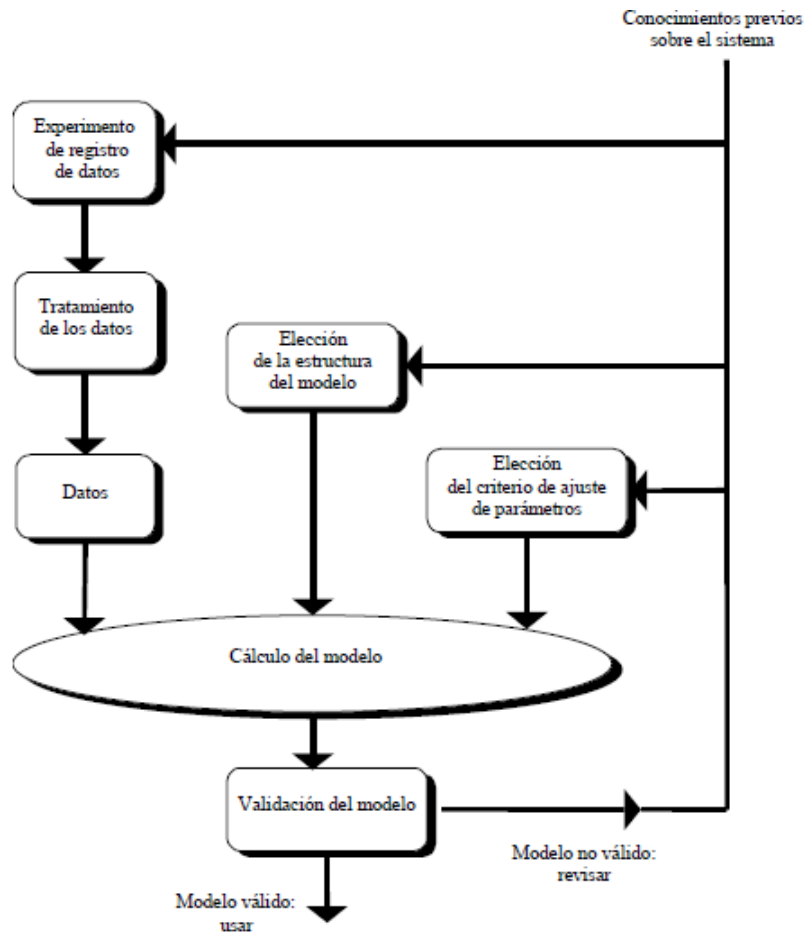 Conocimientos previos
sobre el sistema
Experimento
de registro
de datos
Tratamiento
de los datos
Elección
de la estructura
del modelo
Elección
del criterio de ajuste
de parámetros
Datos
Cálculo del modelo
Validación del modelo
Modelo no válido:
revisar
Modelo válido:
usar